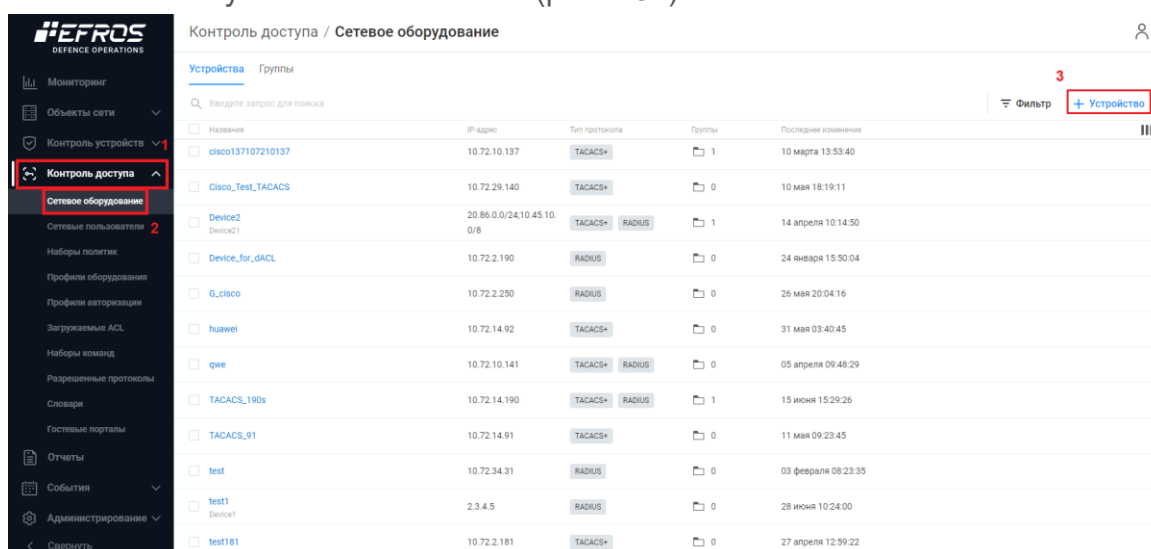 EFROS
DEFENCE OPERATIONS
Контроль доступа / Сетевое оборудование
Устройства Группы
Мониторинг
Объекты сети
Контроль устройств
1
Контроль доступа
Сетевое оборудование
Сетевые пользователи
2
Наборы политик
Профили оборудования
Профили авторизации
Загружаемые ACL
Наборы команд
Разрешенные протоколы
Словари
Гостевые порталы
Отчеты
События
Администрирование
Свернуть
3
Введите запрос для поиска
Фильтр
+ Устройство
Название IP-адрес Тип протокола Группы Последнее изменение
cisco137107210137 10.72.10.137 TACACS+ 1 10 марта 13:53:40
Cisco_Test_TACACS 10.72.29.140 TACACS+ 0 10 мая 18:19:11
Device2 20.86.0.0/24;10.45.10. TACACS+ RADIUS 1 14 апреля 10:14:50
Device21 0/8
Device_for_dACL 10.72.2.190 RADIUS 0 24 января 15:50:04
G_cisco 10.72.2.250 RADIUS 0 26 мая 20:04:16
huawei 10.72.14.92 TACACS+ 0 31 мая 03:40:45
qwe 10.72.10.141 TACACS+ RADIUS 0 05 апреля 09:48:29
TACACS_190s 10.72.14.190 TACACS+ RADIUS 1 15 июня 15:29:26
TACACS_91 10.72.14.91 TACACS+ 0 11 мая 09:23:45
test 10.72.34.31 RADIUS 0 03 февраля 08:23:35
test1 2.3.4.5 RADIUS 0 28 июня 10:24:00
Device1
test181 10.72.2.181 TACACS+ 0 27 апреля 12:59:22